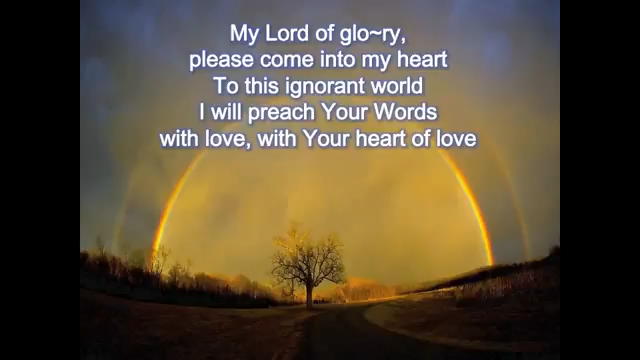 My Lord of glo~ry,
please come into my heart
To this ignorant world
I will preach Your Words
with love, with Your heart of love